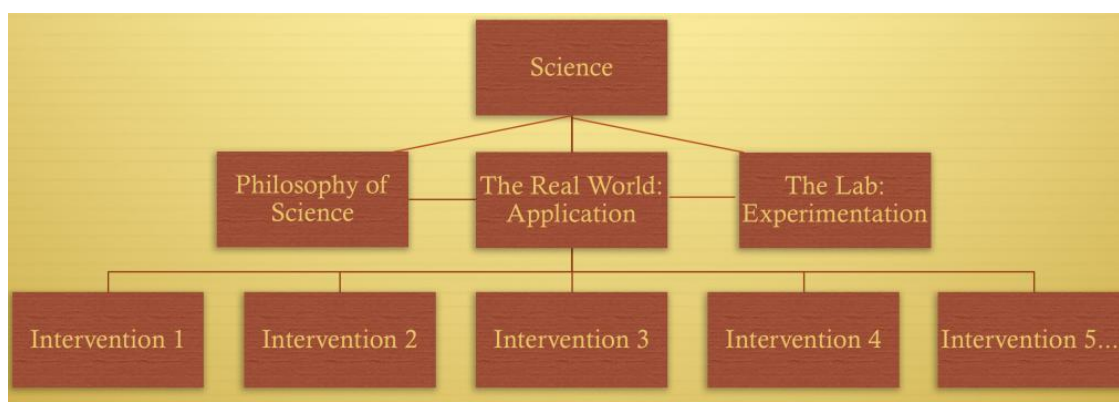 Science
Philosophy of
Science
The Real World:
Application
The Lab:
Experimentation
Intervention 1
Intervention 2
Intervention 3
Intervention 4
Intervention 5...